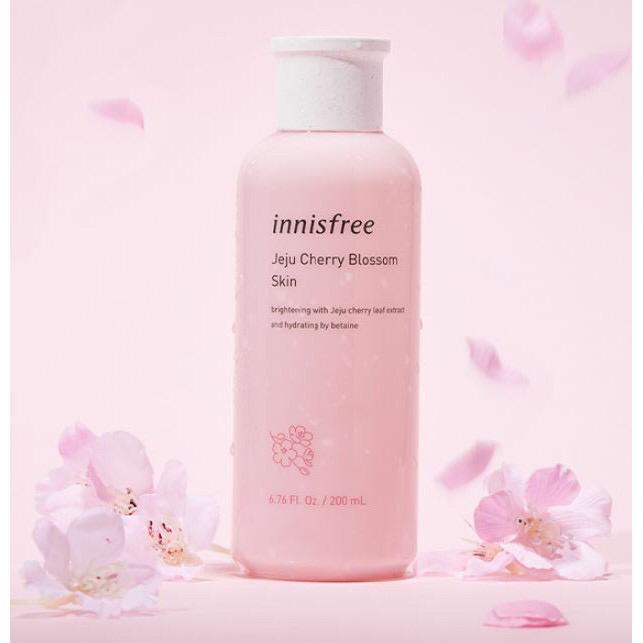 innisfree
Jeju Cherry Blossom
Skin
brightening with Jeju cherry leaf extract
and hydrating by betaine
6.76 Fl. Oz. / 200 mL